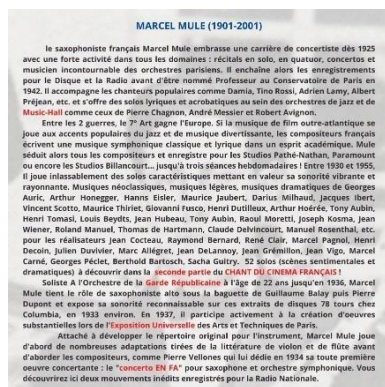 MARCEL MULE (1901-2001)
le saxophoniste français Marcel Mule embrasse une carrière de concertiste dès 1925
avec une forte activité dans tous les domaines : récitals en solo, en quatuor, concertos et
musicien incontournable des orchestres parisiens. Il enchaîne alors les enregistrements
pour le Disque et la Radio avant d'être nommé Professeur au Conservatoire de Paris en
1942. Il accompagne les chanteurs populaires comme Damia, Tino Rossi, Adrien Lamy, Albert
Préjean, etc. et s'offre des solos lyriques et acrobatiques au sein des orchestres de jazz et de
Music-Hall comme ceux de Pierre Chagnon, André Messier et Robert Avignon.
Entre les 2 guerres, le 7° Art gagne l'Europe. Si la musique de film outre-atlantique se
joue aux accents populaires du jazz et de musique divertissante, les compositeurs français
écrivent une musique symphonique classique et lyrique dans un esprit académique. Mule
séduit alors tous les compositeurs et enregistre pour les Studios Pathé-Nathan, Paramount
ou encore les Studios Billancourt... jusqu'à trois séances hebdomadaires ! Entre 1930 et 1955,
il joue inlassablement des solos caractéristiques mettant en valeur sa sonorité vibrante et
rayonnante. Musiques néoclassiques, musiques légères, musiques dramatiques de Georges
Auric, Arthur Honegger, Hanns Eisler, Maurice Jaubert, Darius Milhaud, Jacques Ibert,
Vincent Scotto, Maurice Thiriet, Giovanni Fusco, Henri Dutilleux, Arthur Hoérée, Tony Aubin,
Henri Tomasi, Louis Beydts, Jean Hubeau, Tony Aubin, Raoul Moretti, Joseph Kosma, Jean
Wiener, Roland Manuel, Thomas de Hartmann, Claude Delvincourt, Manuel Rosenthal, etc.
pour les réalisateurs Jean Cocteau, Raymond Bernard, René Clair, Marcel Pagnol, Henri
Decoin, Julien Duvivier, Marc Allégret, Jean DeLannoy, Jean Grémillon, Jean Vigo, Marcel
Carné, Georges Péclet, Berthold Bartosch, Sacha Guitry. 52 solos (scènes sentimentales et
dramatiques) à découvrir dans la seconde partie du CHANT DU CINEMA FRANÇAIS !
Soliste A l'Orchestre de la Garde Républicaine à l'âge de 22 ans jusqu'en 1936, Marcel
Mule tient le rôle de saxophoniste alto sous la baguette de Guillaume Balay puis Pierre
Dupont et expose sa sonorité reconnaissable sur ces extraits de disques 78 tours chez
Columbia, en 1933 environ. En 1937, il participe activement à la création d'oeuvres
substantielles lors de l'Exposition Universelle des Arts et Techniques de Paris.
Attaché à développer le répertoire original pour l'instrument, Marcel Mule joue
d'abord de nombreuses adaptations tirées de la littérature de violon et de flûte avant
d'aborder les compositeurs, comme Pierre Vellones qui lui dédie en 1934 sa toute première
oeuvre concertante : le "concerto EN FA" pour saxophone et orchestre symphonique. Vous
découvrirez ici deux mouvements inédits enregistrés pour la Radio Nationale.